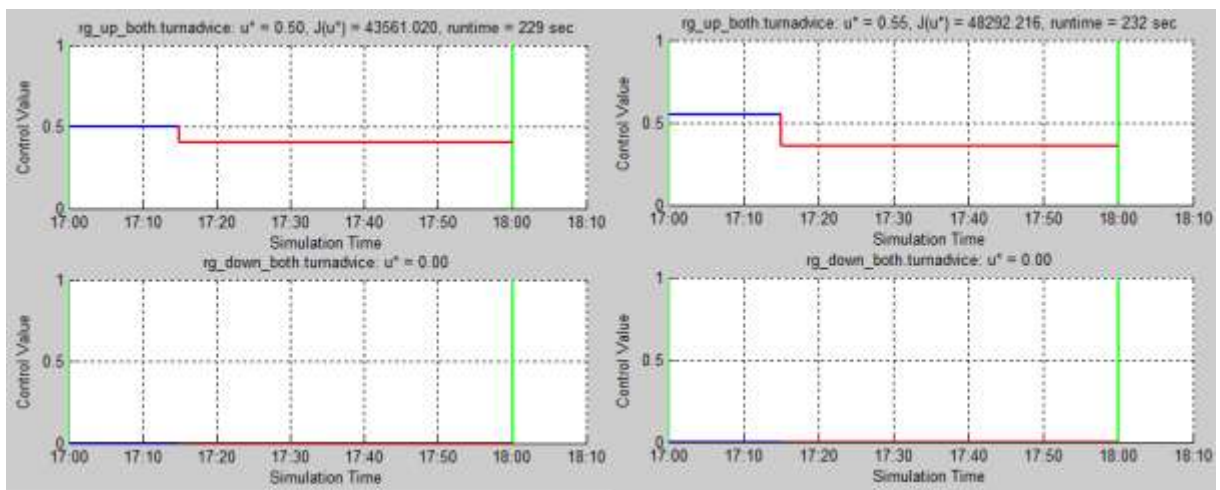 rg_up_both.turnadvice: u* = 0.50, J(u*) = 43561.020, runtime = 229 sec
1
0.5
0
Control Value
17:00 17:10 17:20 17:30 17:40 17:50 18:00 18:10
Simulation Time
rg_down_both.turnadvice: u* = 0.00
1
0.5
0
Control Value
17:00 17:10 17:20 17:30 17:40 17:50 18:00 18:10
Simulation Time
rg_up_both.turnadvice: u* = 0.55, J(u*) = 48292.216, runtime = 232 sec
1
0.5
0
Control Value
17:00 17:10 17:20 17:30 17:40 17:50 18:00 18:10
Simulation Time
rg_down_both.turnadvice: u* = 0.00
1
0.5
0
Control Value
17:00 17:10 17:20 17:30 17:40 17:50 18:00 18:10
Simulation Time